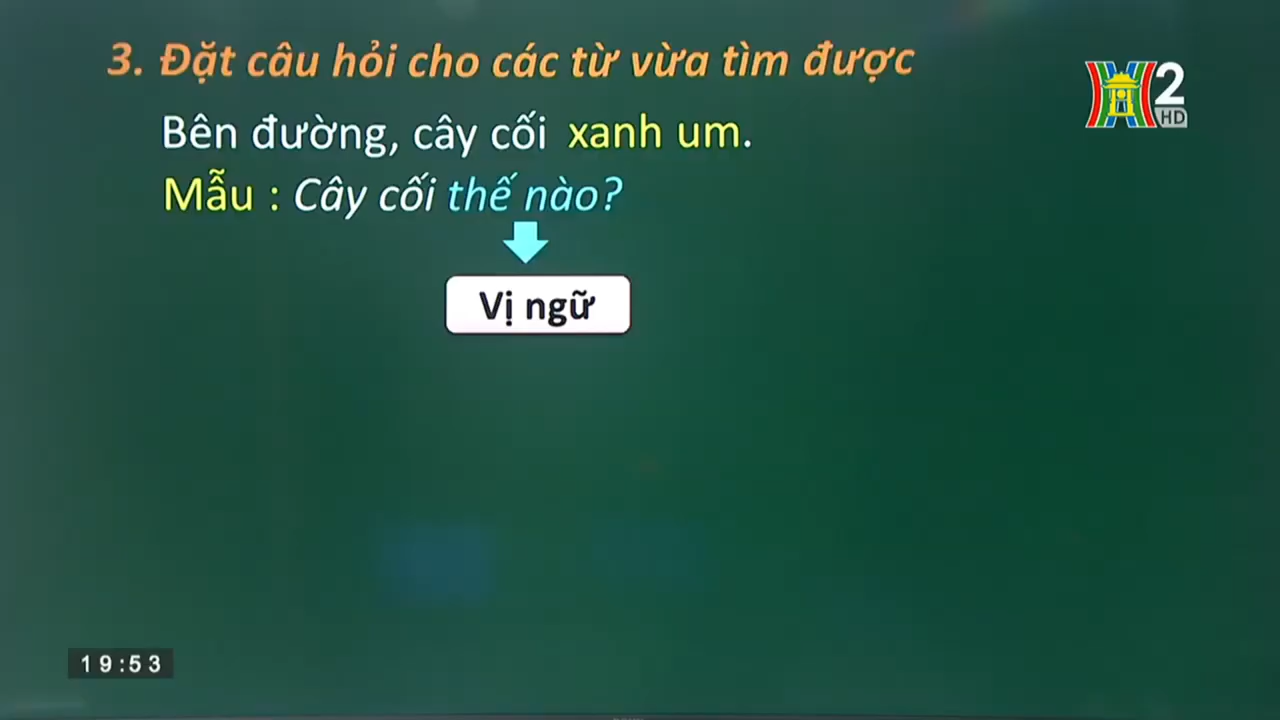 3. Đặt câu hỏi cho các từ vừa tìm được
Bên đường, cây cối xanh um.
Mẫu : Cây cối thế nào?
Vị ngữ
2
HD
19:53